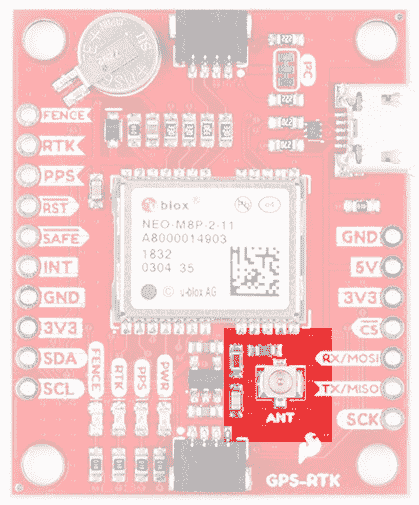 I²C
FENCE
RTK
PPS
RST
SAFE
INT
GND
3V3
SDA
SCL
blox
NEO-M8P-2-11
A8000014903
1832
0304 35
u-blox AG
GND
5V
3V3
CS
RX/MOSI
TX/MISO
SCK
FENCE
RTK
PPS
PWR
ANT
GPS-RTK